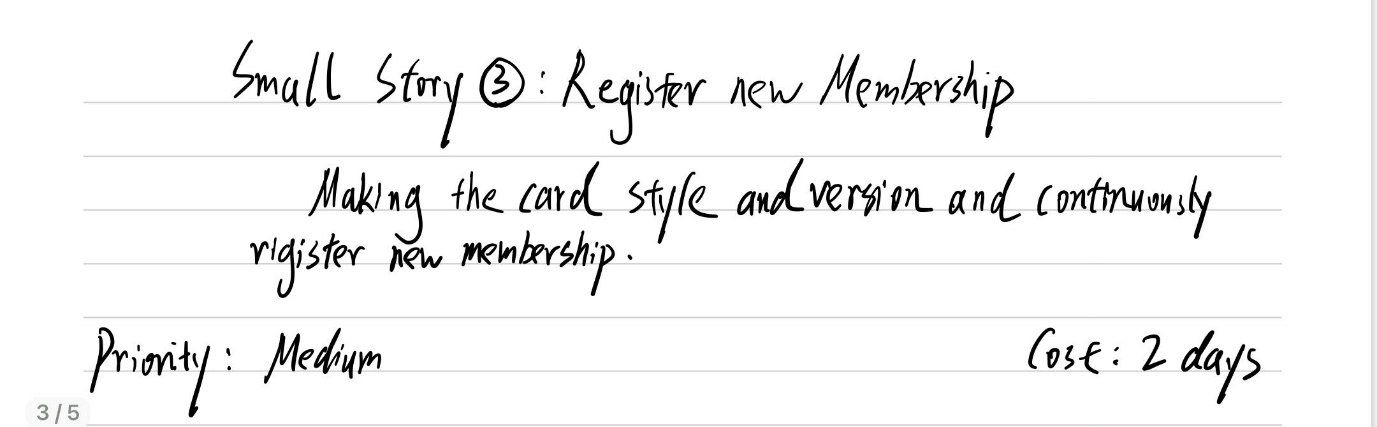 Small Story ③: Register new Membership
Making the card style and version and continuously
rigister new membership.
Priority: Medium Cost: 2 days
3/5